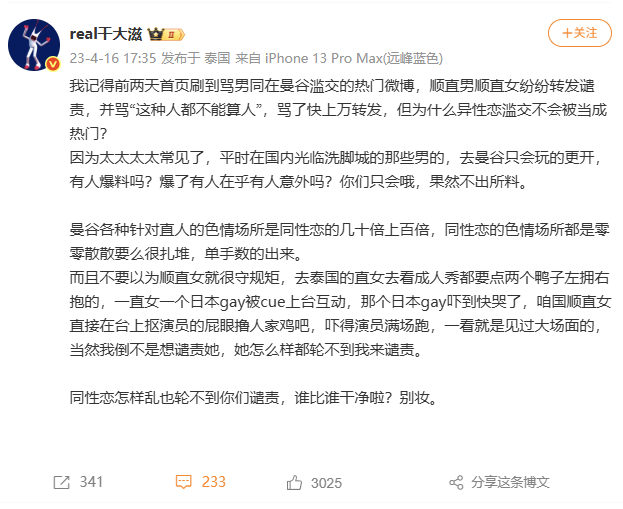 real干大滋 II
+关注
23-4-16 17:35 发布于 泰国 来自 iPhone 13 Pro Max(远峰蓝色)
我记得前两天首页刷到骂男同在曼谷滥交的热门微博，顺直男顺直女纷纷转发谴
责，并骂“这种人都不能算人”，骂了快上万转发，但为什么异性恋滥交不会被当成
热门？
因为太太太太常见了，平时在国内光临洗脚城的那些男的，去曼谷只会玩的更开，
有人爆料吗？爆了有人在乎有人意外吗？你们只会哦，果然不出所料。
曼谷各种针对直人的色情场所是同性恋的几十倍上百倍，同性恋的色情场所都是零
零散散要么很扎堆，单手数的出来。
而且不要以为顺直女就很守规矩，去泰国的直女去看成人秀都要点两个鸭子左拥右
抱的，一直女一个日本gay被cue上台互动，那个日本gay吓到快哭了，咱国顺直女
直接在台上抠演员的屁眼撸人家鸡吧，吓得演员满场跑，一看就是见过大场面的，
当然我倒不是想谴责她，她怎么样都轮不到我来谴责。
同性恋怎样乱也轮不到你们谴责，谁比谁干净啦？别妆。
341 233 3025 分享这条博文